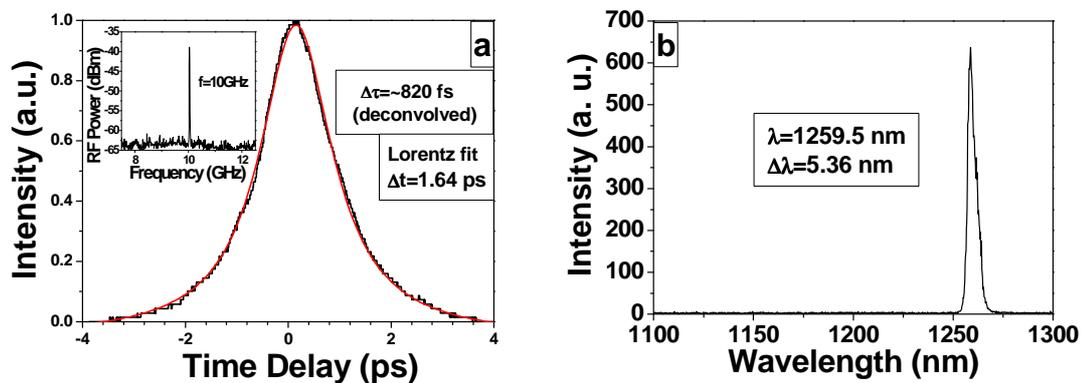 a
1.0
0.8
0.6
0.4
0.2
0.0
Intensity (a.u.)
-4
-2
0
2
4
Time Delay (ps)
-35
-40
-45
-50
-55
-60
-65
RF Power (dBm)
8
10
12
Frequency (GHz)
f=10GHz
Δτ=~820 fs
(deconvolved)
Lorentz fit
Δt=1.64 ps
b
700
600
500
400
300
200
100
0
Intensity (a. u.)
1100
1150
1200
1250
1300
Wavelength (nm)
λ=1259.5 nm
Δλ=5.36 nm